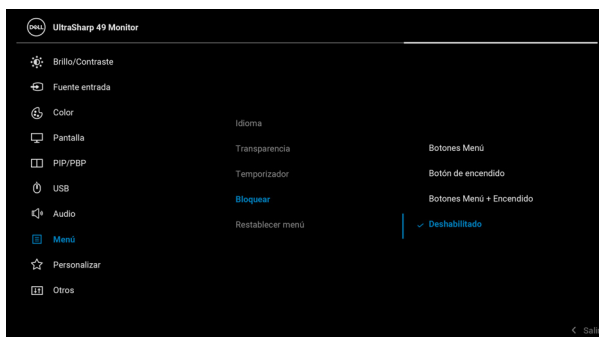 DELL UltraSharp 49 Monitor
Brillo/Contraste
Fuente entrada
Color
Pantalla
PIP/PBP
USB
Audio
Menú
Personalizar
Otros
Idioma
Transparencia
Temporizador
Bloquear
Restablecer menú
Botones Menú
Botón de encendido
Botones Menú + Encendido
Deshabilitado